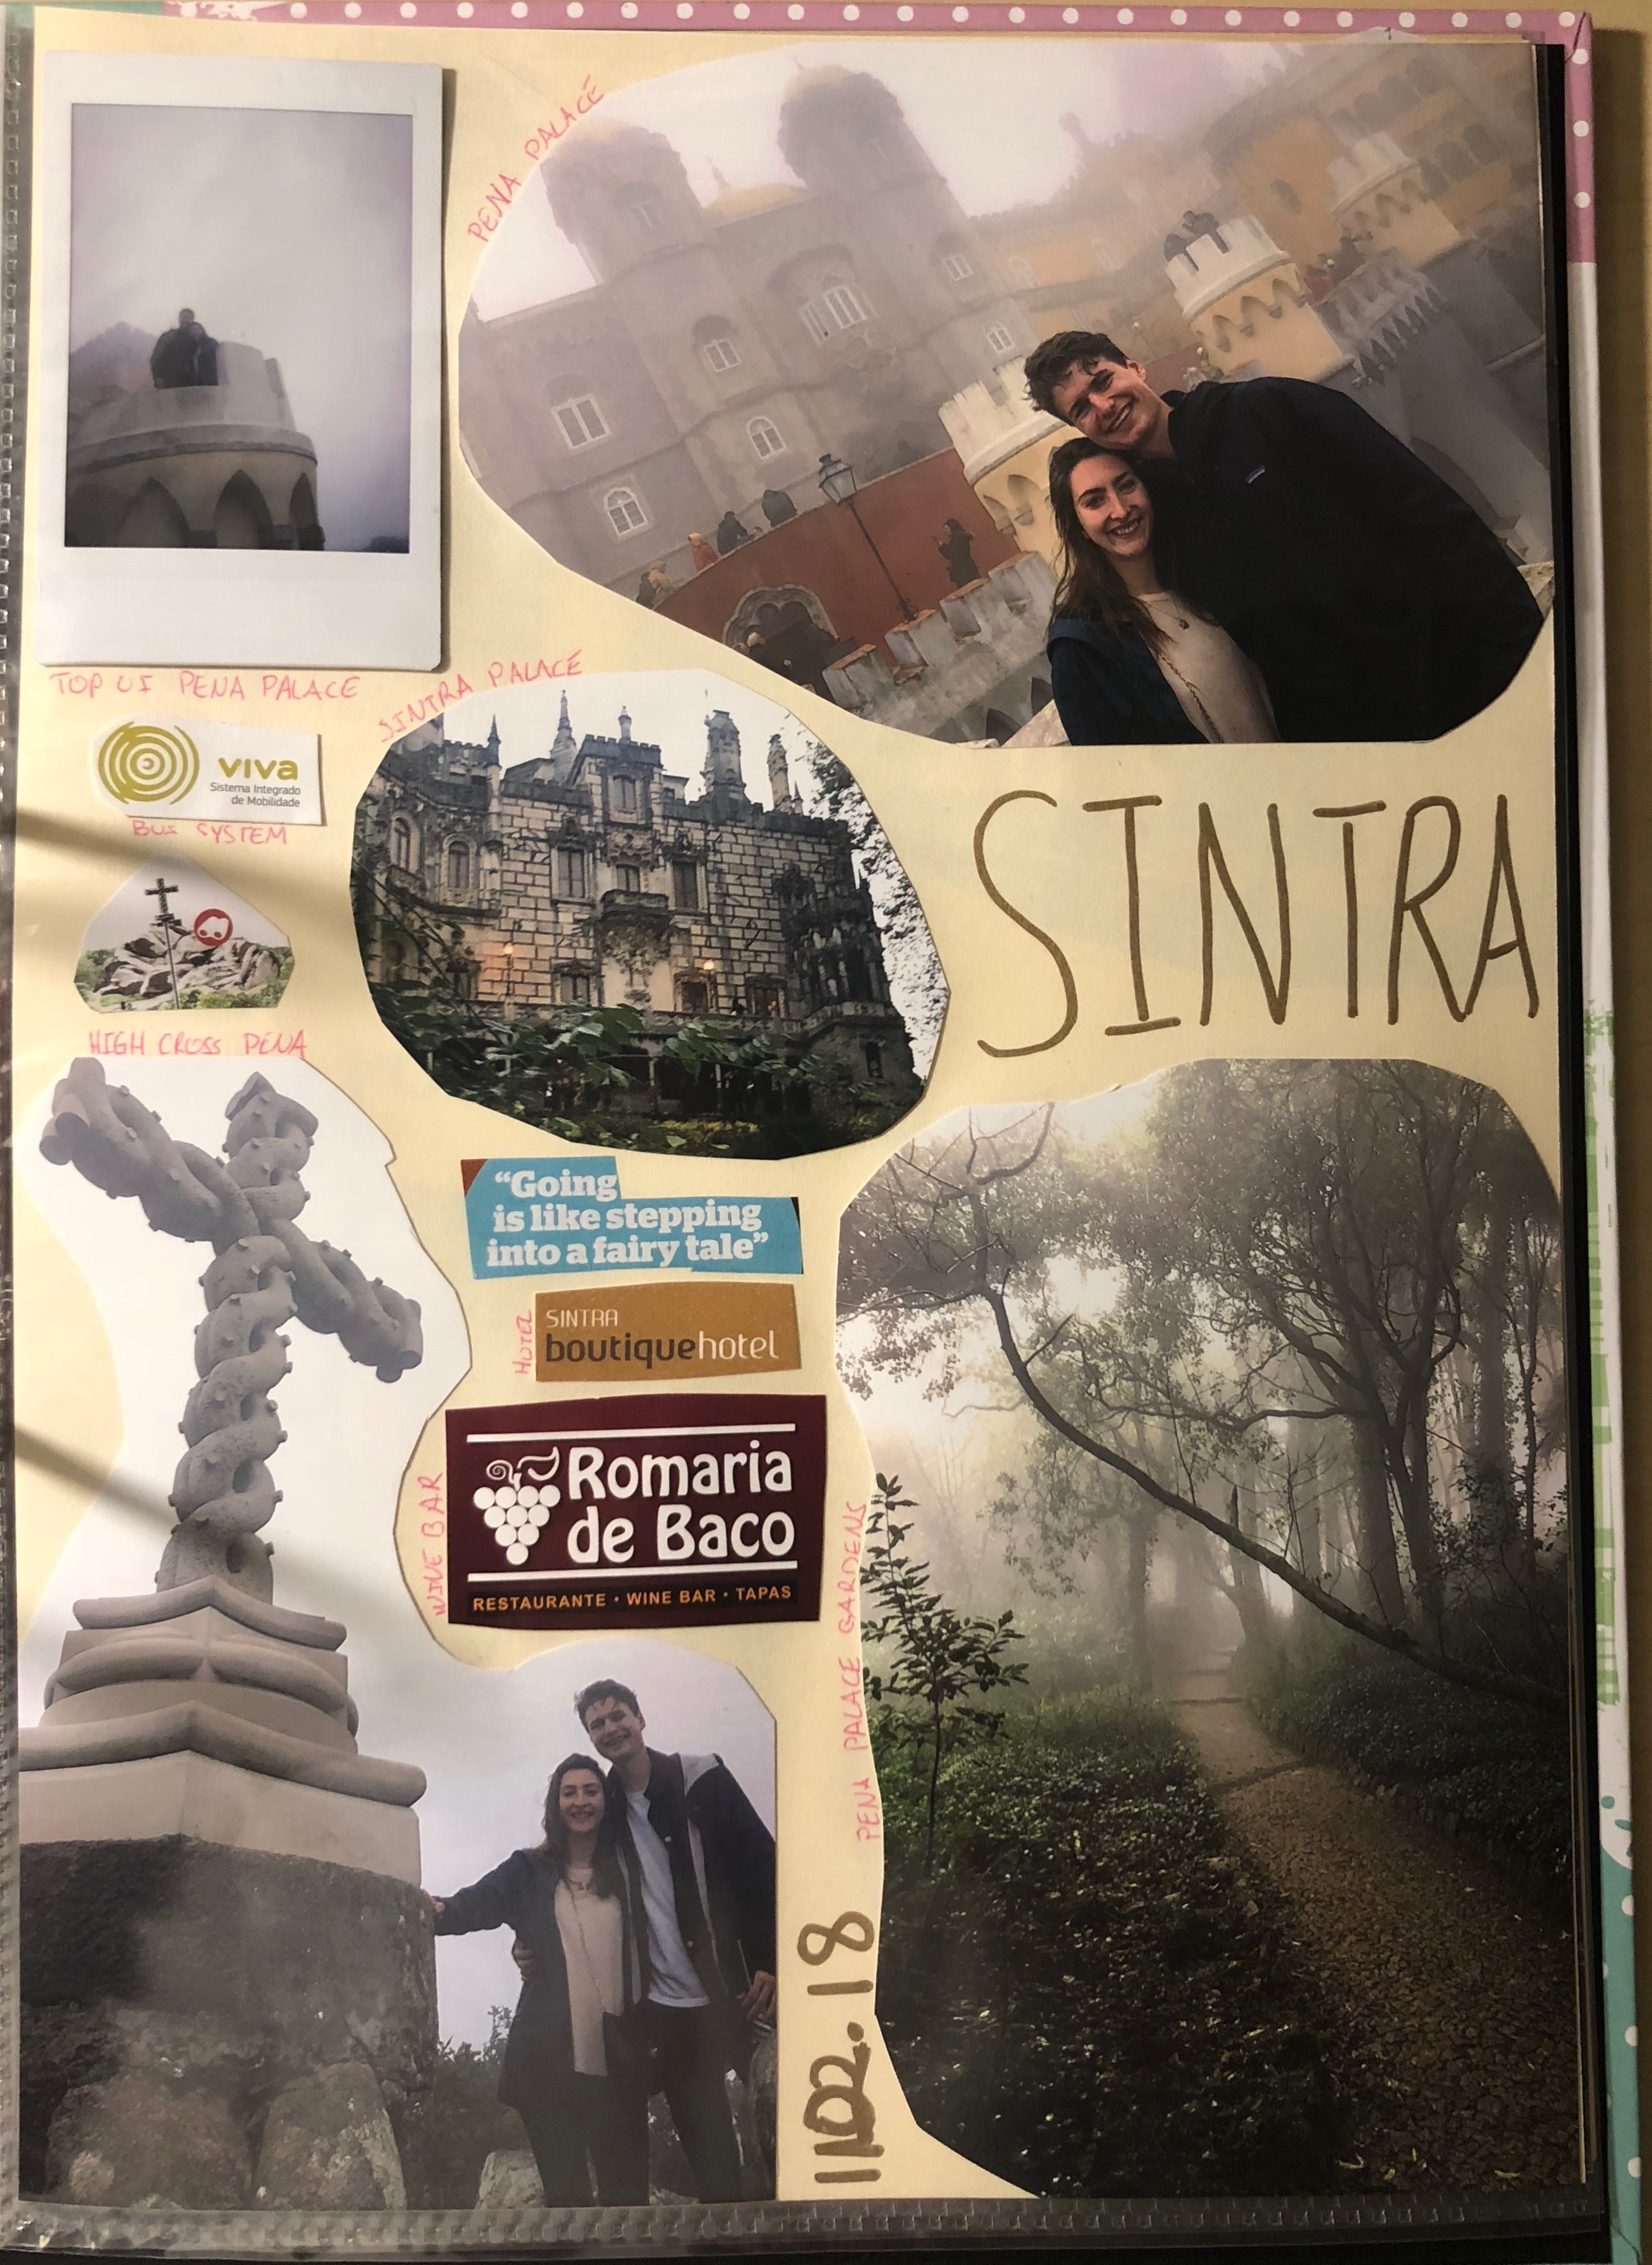 PENA PALACE
TOP OF PENA PALACE
SINTRA PALACE
viva
Sistema Integrado
de Mobilidade
BUS SYSTEM
SINTRA
HIGH CROSS PENA
“Going
is like stepping
into a fairy tale”
HOTEL
SINTRA
boutiquehotel
WINE BAR
Romaria
de Baco
RESTAURANTE · WINE BAR · TAPAS
PENA PALACE GARDENS
11.02.18